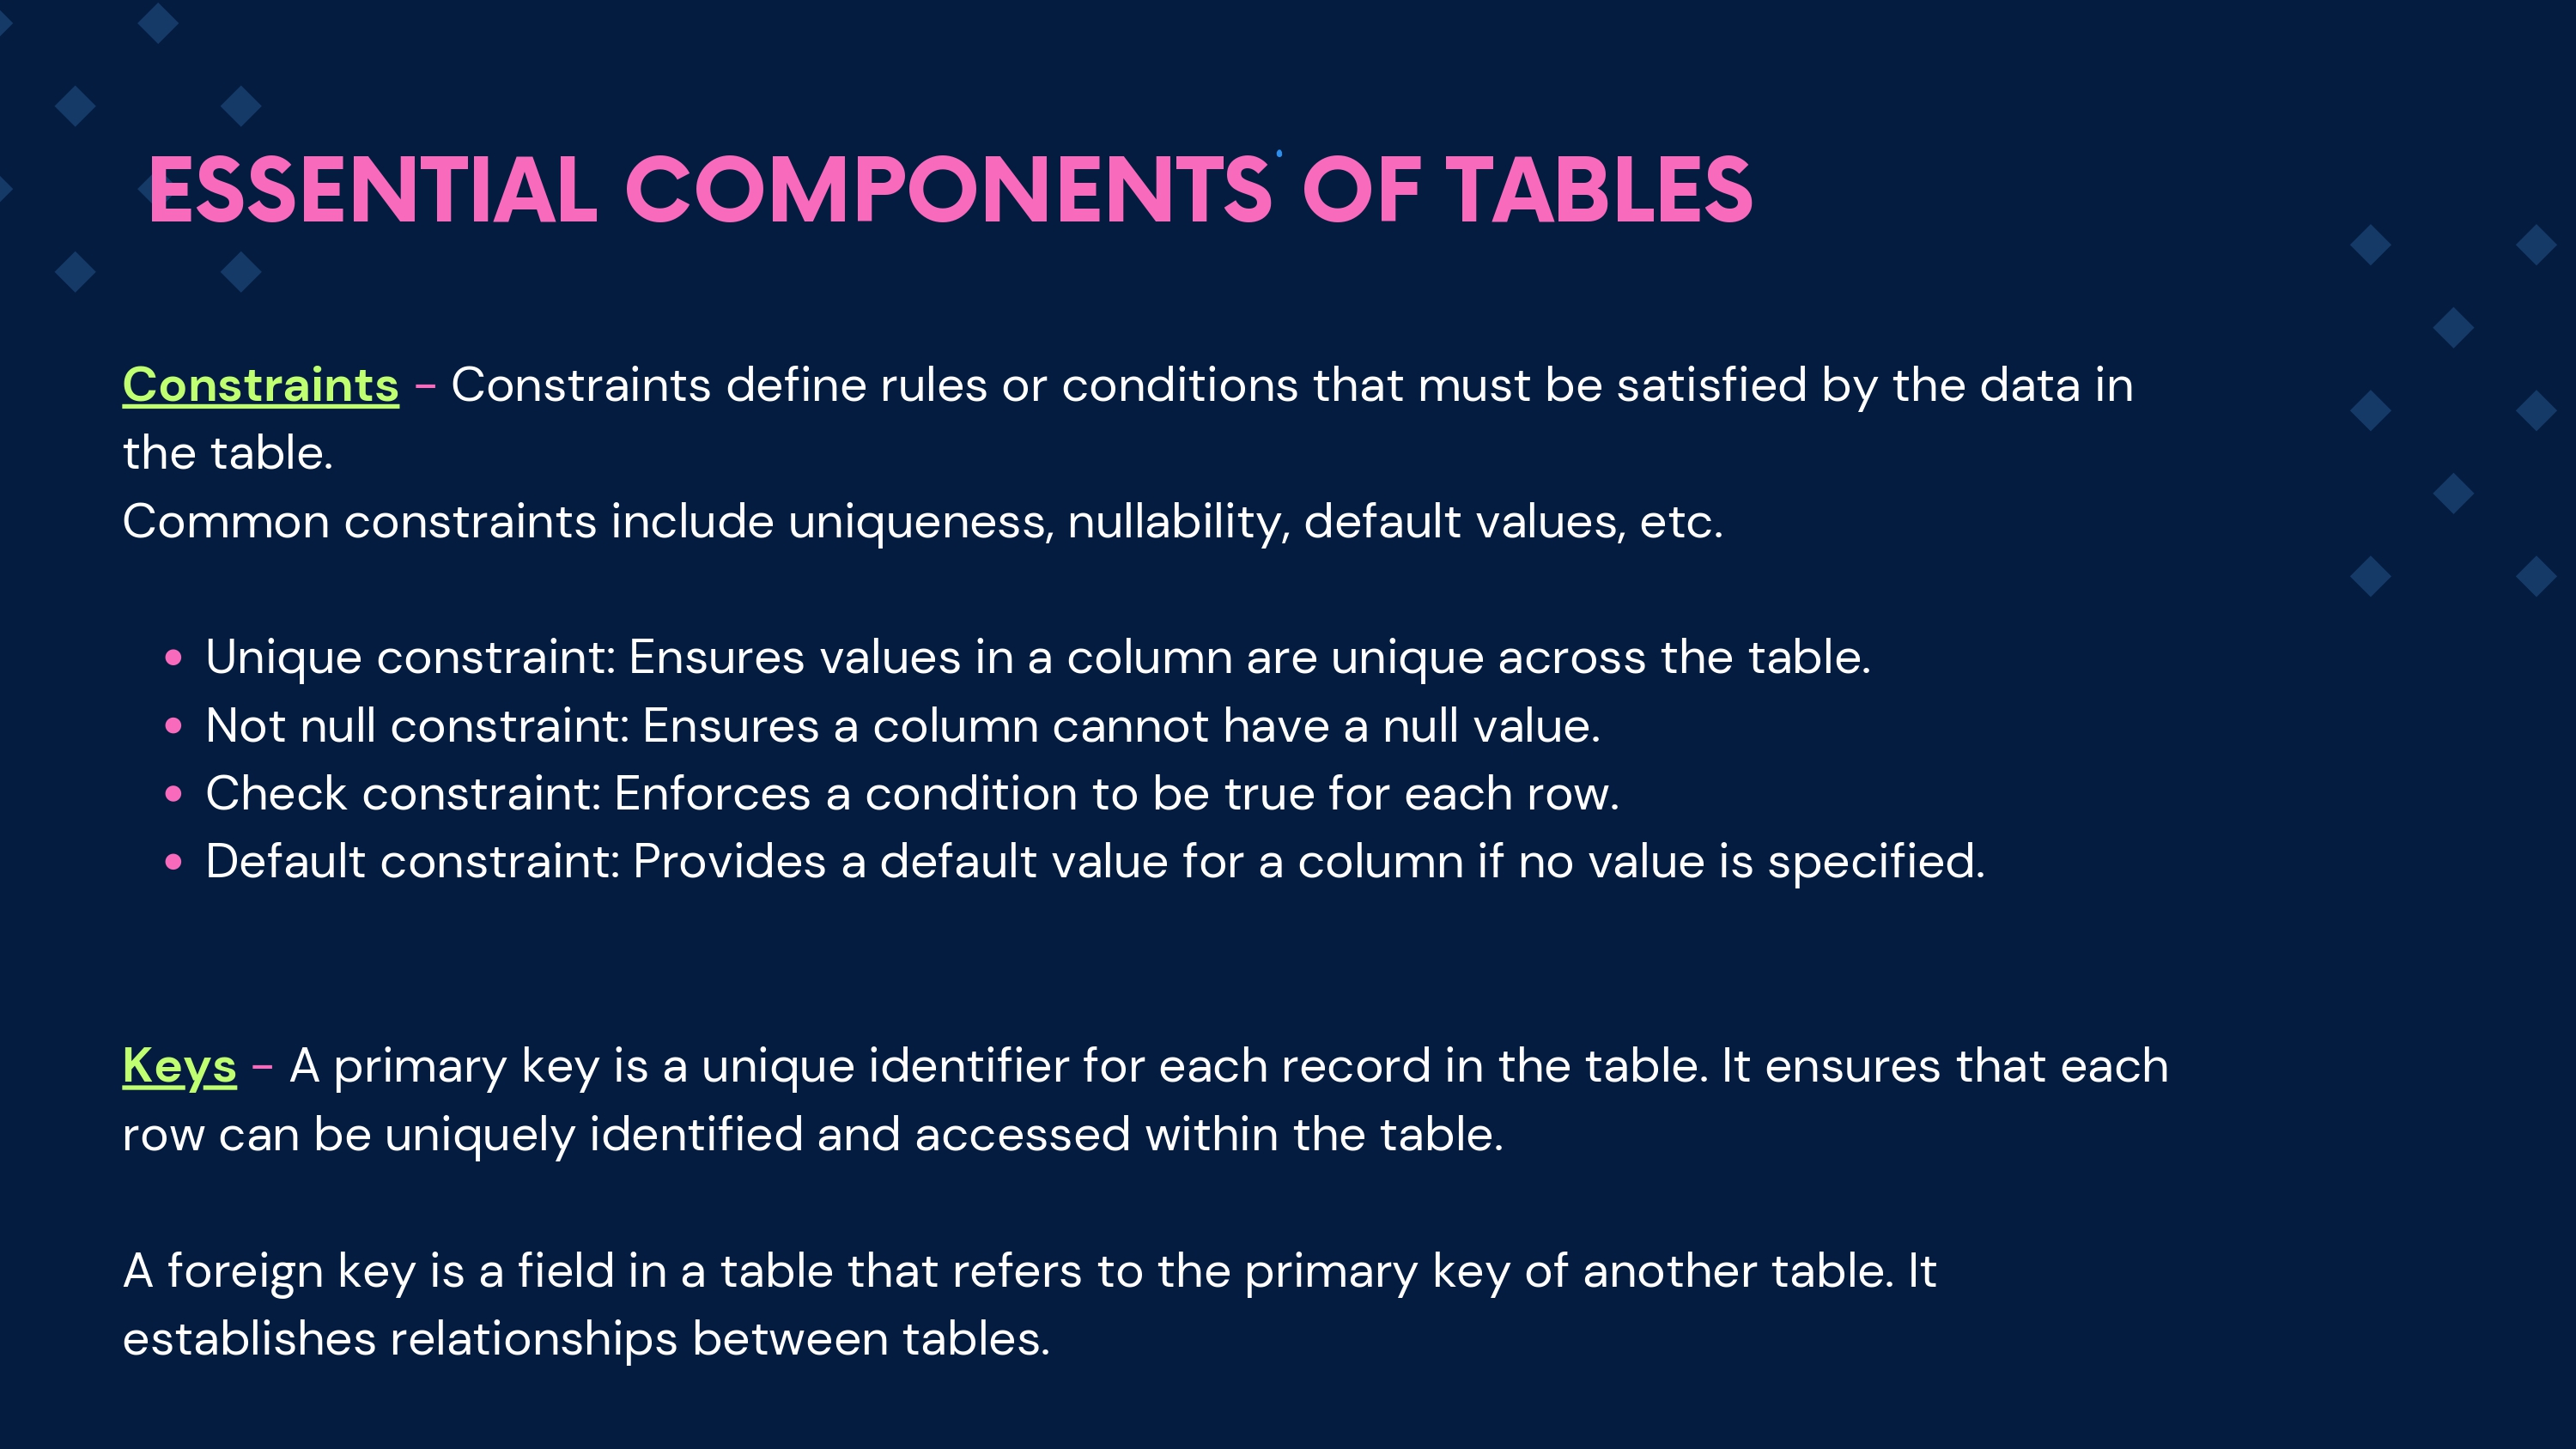 ESSENTIAL COMPONENTS OF TABLES
Constraints - Constraints define rules or conditions that must be satisfied by the data in
the table.
Common constraints include uniqueness, nullability, default values, etc.
• Unique constraint: Ensures values in a column are unique across the table.
• Not null constraint: Ensures a column cannot have a null value.
• Check constraint: Enforces a condition to be true for each row.
• Default constraint: Provides a default value for a column if no value is specified.
Keys - A primary key is a unique identifier for each record in the table. It ensures that each
row can be uniquely identified and accessed within the table.
A foreign key is a field in a table that refers to the primary key of another table. It
establishes relationships between tables.